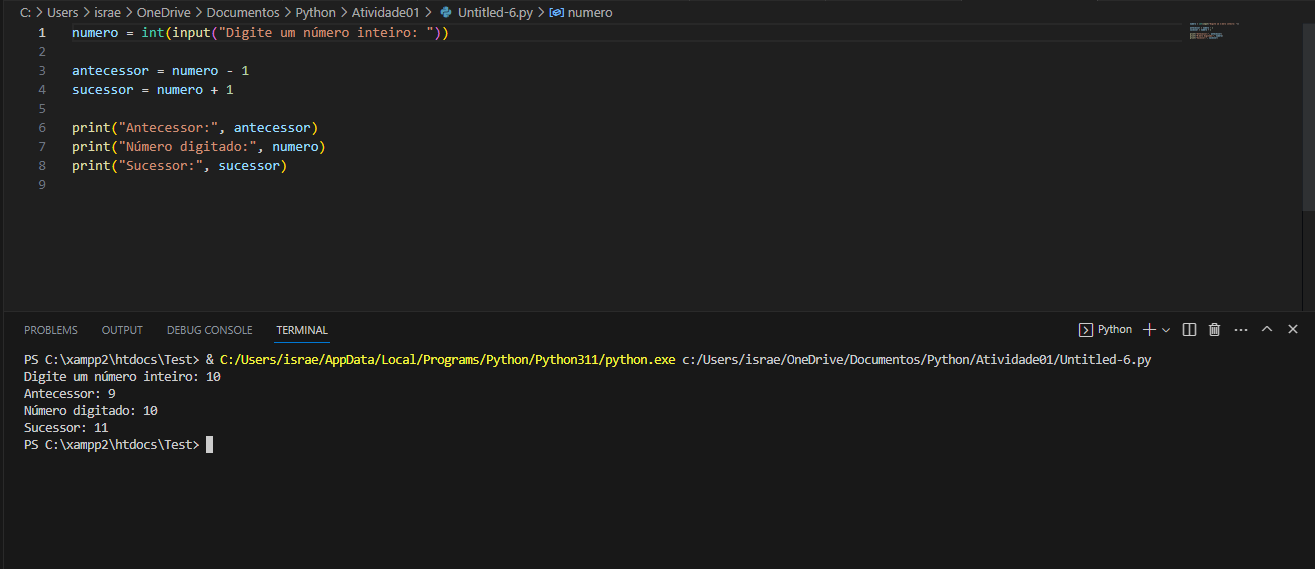 C: > Users > israe > OneDrive > Documentos > Python > Atividade01 > Untitled-6.py > numero
1 numero = int(input("Digite um número inteiro: "))
2
3 antecessor = numero - 1
4 sucessor = numero + 1
5
6 print("Antecessor:", antecessor)
7 print("Número digitado:", numero)
8 print("Sucessor:", sucessor)
9
PROBLEMS OUTPUT DEBUG CONSOLE TERMINAL Python
PS C:\xampp2\htdocs\Test> & C:/Users/israe/AppData/Local/Programs/Python/Python311/python.exe c:/Users/israe/OneDrive/Documentos/Python/Atividade01/Untitled-6.py
Digite um número inteiro: 10
Antecessor: 9
Número digitado: 10
Sucessor: 11
PS C:\xampp2\htdocs\Test>